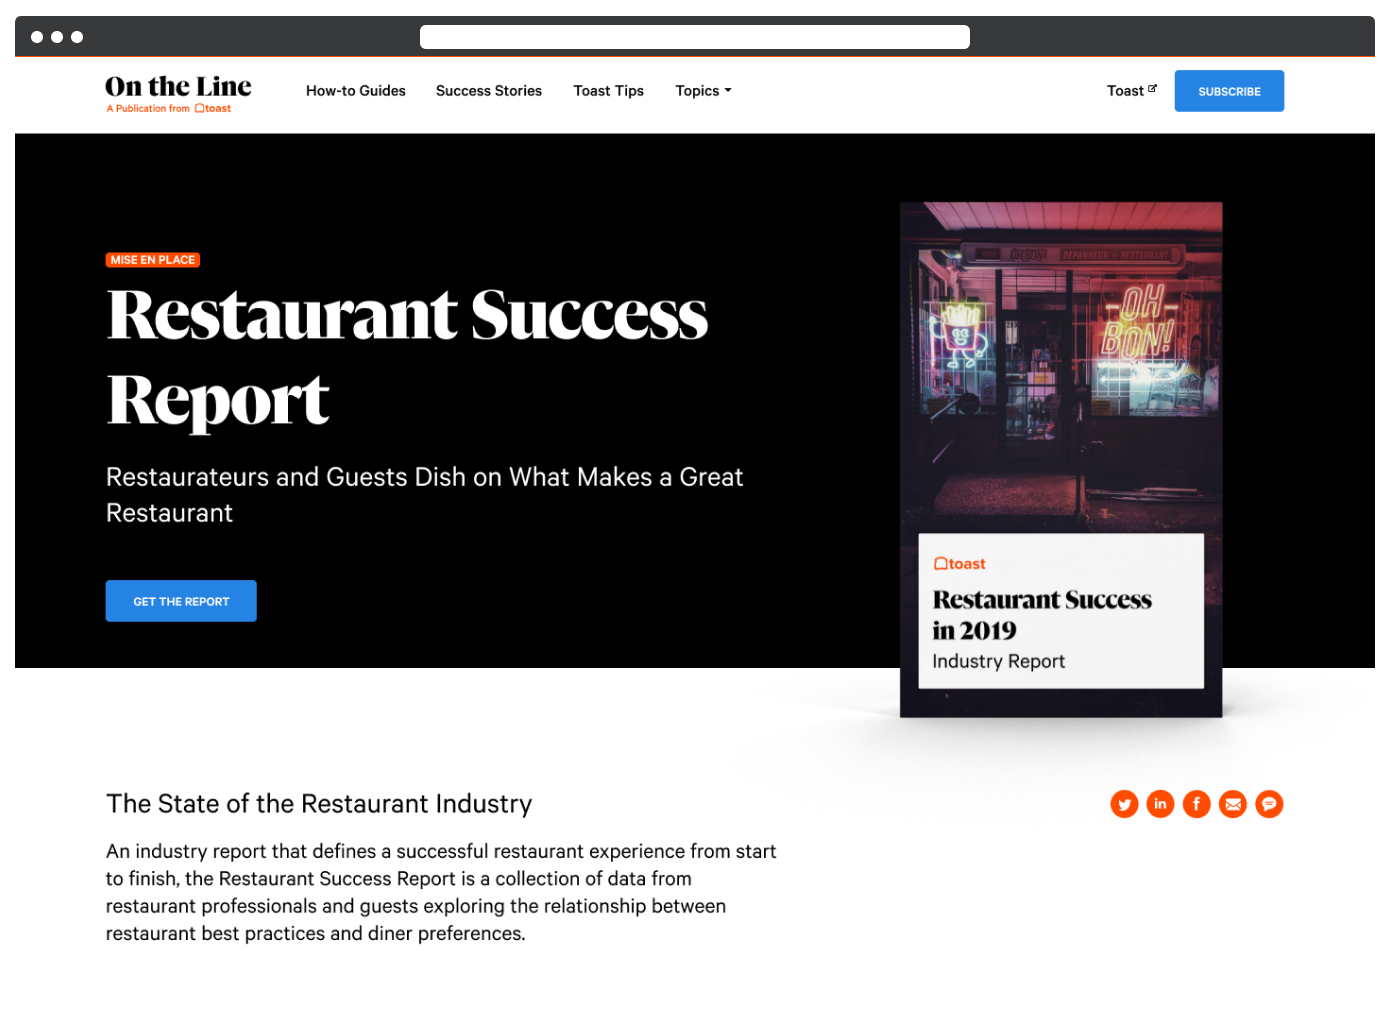 On the Line
A Publication from toast
How-to Guides
Success Stories
Toast Tips
Topics
Toast
SUBSCRIBE
MISE EN PLACE
Restaurant Success
Report
Restaurateurs and Guests Dish on What Makes a Great
Restaurant
GET THE REPORT
OH BON! DEPANNEUR • RESTAURANT
OH
BON!
toast
Restaurant Success
in 2019
Industry Report
The State of the Restaurant Industry
An industry report that defines a successful restaurant experience from start
to finish, the Restaurant Success Report is a collection of data from
restaurant professionals and guests exploring the relationship between
restaurant best practices and diner preferences.